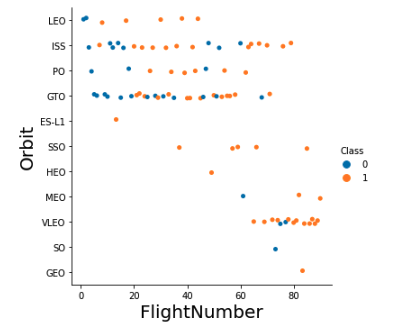 LEO
ISS
PO
GTO
ES-L1
SSO
HEO
MEO
VLEO
SO
GEO
Orbit
0 20 40 60 80
FlightNumber
Class
0
1